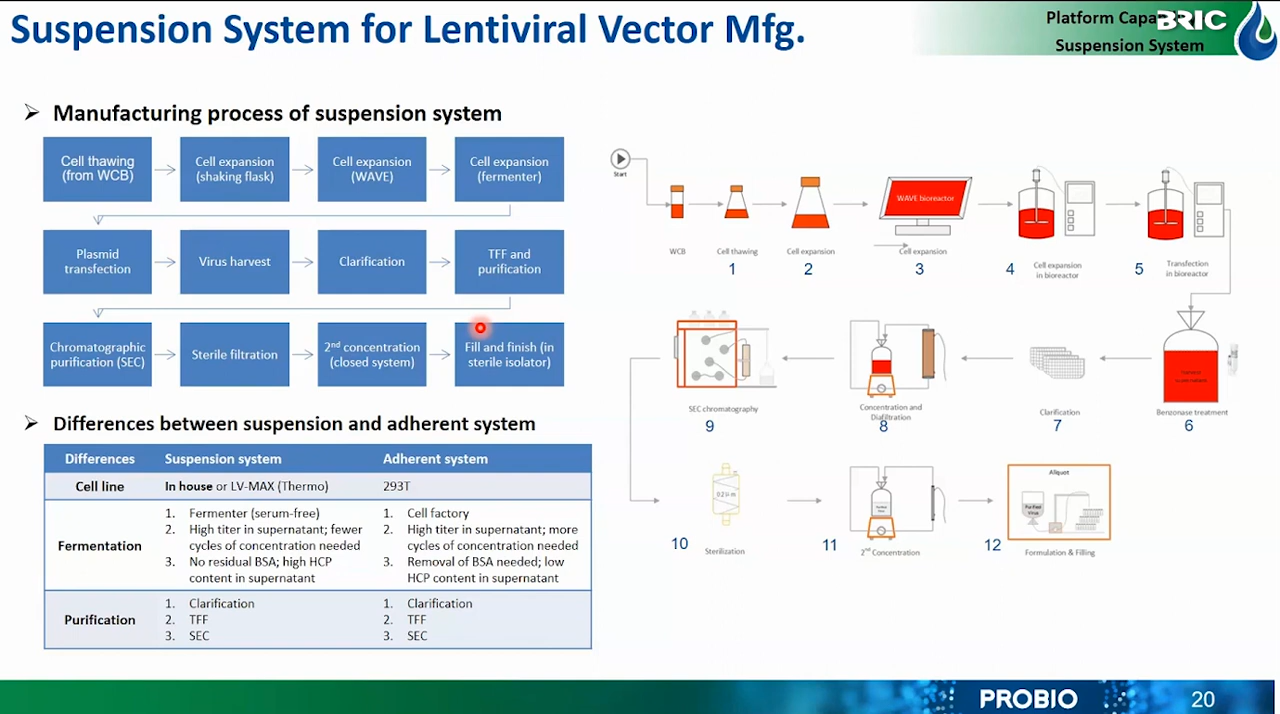 Suspension System for Lentiviral Vector Mfg.
Platform Capa
BRIC
Suspension System
Manufacturing process of suspension system
Cell thawing
(from WCB)
Cell expansion
(shaking flask)
Cell expansion
(WAVE)
Cell expansion
(fermenter)
Plasmid
transfection
Virus harvest
Clarification
TFF and
purification
Chromatographic
purification (SEC)
Sterile filtration
2nd concentration
(closed system)
Fill and finish (in
sterile isolator)
Start
WAVE bioreactor
WCB
Cell thawing
1
Cell expansion
2
Cell expansion
3
4
Cell expansion
in bioreactor
5
Transfection
in bioreactor
SEC chromatography
9
Concentration and
Diafiltration
8
Clarification
7
Benzonase treatment
6
10
Sterilization
11
2nd Concentration
12
Aliquot
Formulation & Filling
Differences between suspension and adherent system
Differences Suspension system Adherent system
Cell line In house or LV-MAX (Thermo) 293T
Fermentation
1. Fermenter (serum-free)
2. High titer in supernatant; fewer
cycles of concentration needed
3. No residual BSA; high HCP
content in supernatant
1. Cell factory
2. High titer in supernatant; more
cycles of concentration needed
3. Removal of BSA needed; low
HCP content in supernatant
Purification
1. Clarification
2. TFF
3. SEC
1. Clarification
2. TFF
3. SEC
PROBIO
20